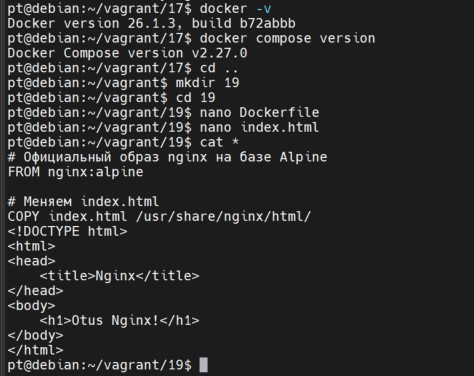 pt@debian:~/vagrant/17$ docker -v
Docker version 26.1.3, build b72abbb
pt@debian:~/vagrant/17$ docker compose version
Docker Compose version v2.27.0
pt@debian:~/vagrant/17$ cd ..
pt@debian:~/vagrant$ mkdir 19
pt@debian:~/vagrant$ cd 19
pt@debian:~/vagrant/19$ nano Dockerfile
pt@debian:~/vagrant/19$ nano index.html
pt@debian:~/vagrant/19$ cat *
# Официальный образ nginx на базе Alpine
FROM nginx:alpine

# Меняем index.html
COPY index.html /usr/share/nginx/html/
<!DOCTYPE html>
<html>
<head>
    <title>Nginx</title>
</head>
<body>
    <h1>Otus Nginx!</h1>
</body>
</html>
pt@debian:~/vagrant/19$